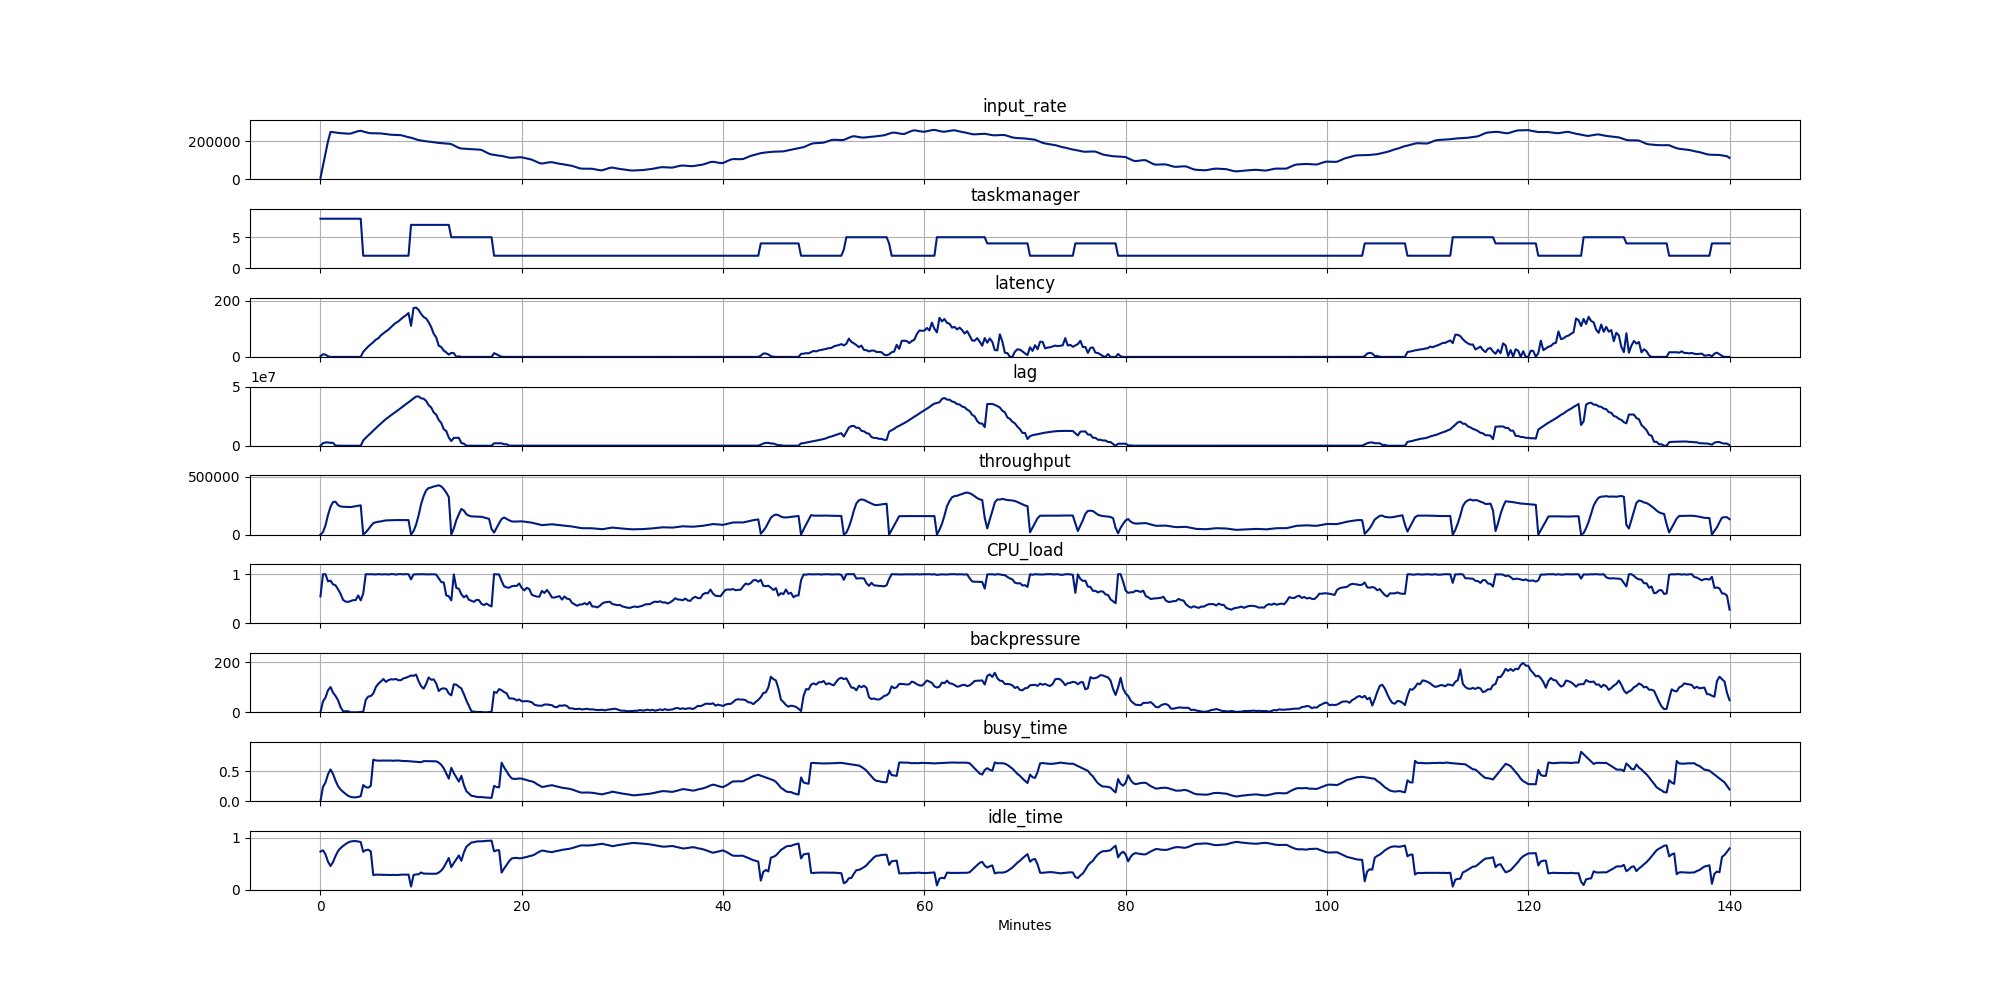 input_rate
200000
0
taskmanager
5
0
latency
200
0
lag
1e7
5
0
throughput
500000
0
CPU_load
1
0
backpressure
200
0
busy_time
0.5
0.0
idle_time
1
0
0 20 40 60 80 100 120 140
Minutes